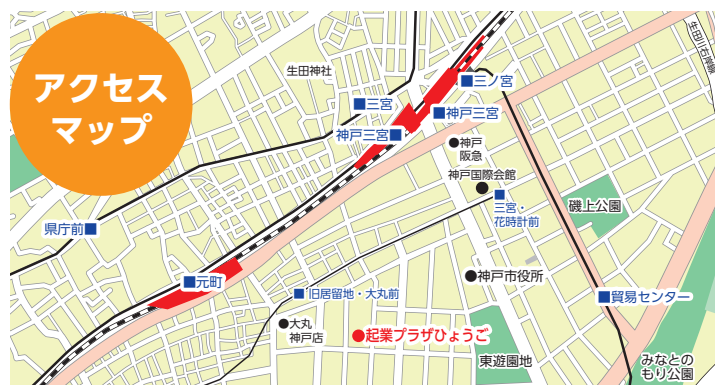 アクセス
マップ
生田神社
生田川右岸線
三ノ宮
三宮
神戸三宮
神戸三宮
神戸
阪急
神戸国際会館
三宮・
花時計前
磯上公園
県庁前
元町
旧居留地・大丸前
神戸市役所
貿易センター
大丸
神戸店
起業プラザひょうご
東遊園地
みなとの
もり公園